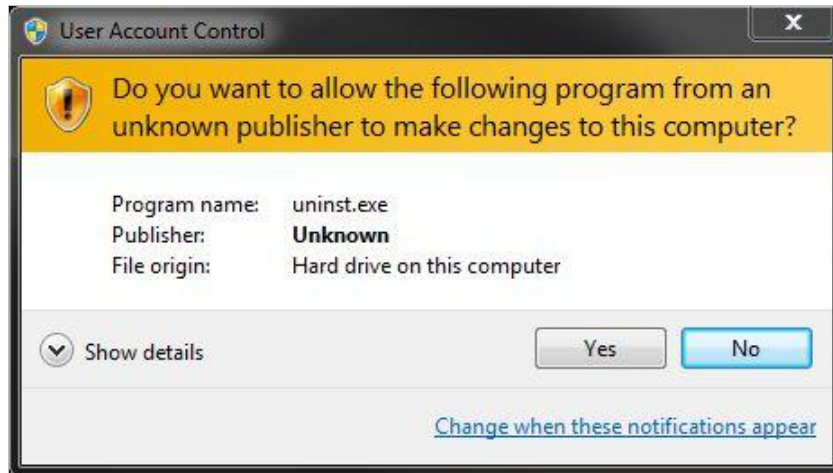 User Account Control
Do you want to allow the following program from an
unknown publisher to make changes to this computer?
Program name: uninst.exe
Publisher: Unknown
File origin: Hard drive on this computer
Show details
Yes
No
Change when these notifications appear